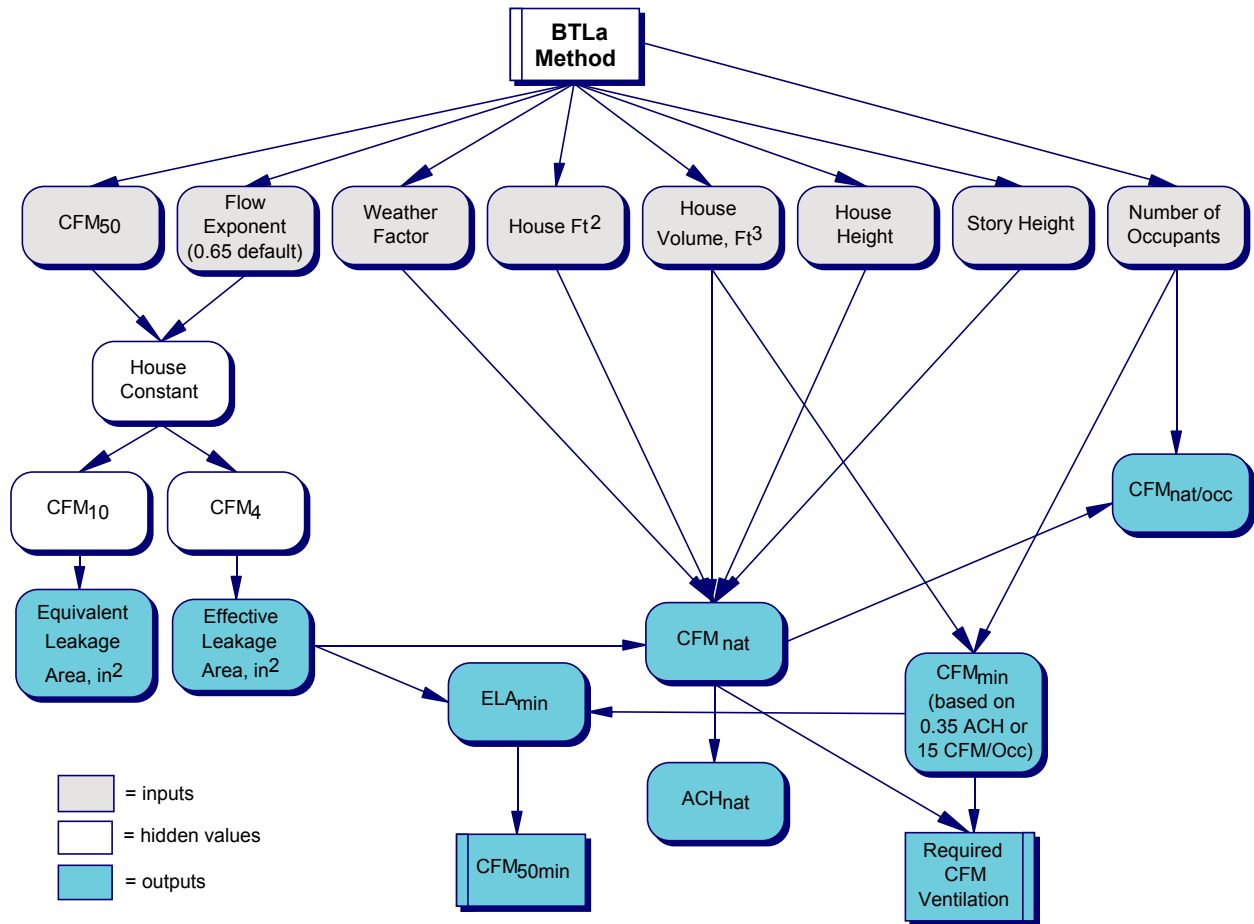 BTLa
Method
CFM50
Flow
Exponent
(0.65 default)
Weather
Factor
House Ft2
House
Volume, Ft3
House
Height
Story Height
Number of
Occupants
House
Constant
CFM10
CFM4
CFMnat/occ
Equivalent
Leakage
Area, in2
Effective
Leakage
Area, in2
CFMnat
CFMmin
(based on
0.35 ACH or
15 CFM/Occ)
ELAmin
ACHnat
= inputs
= hidden values
= outputs
CFM50min
Required
CFM
Ventilation